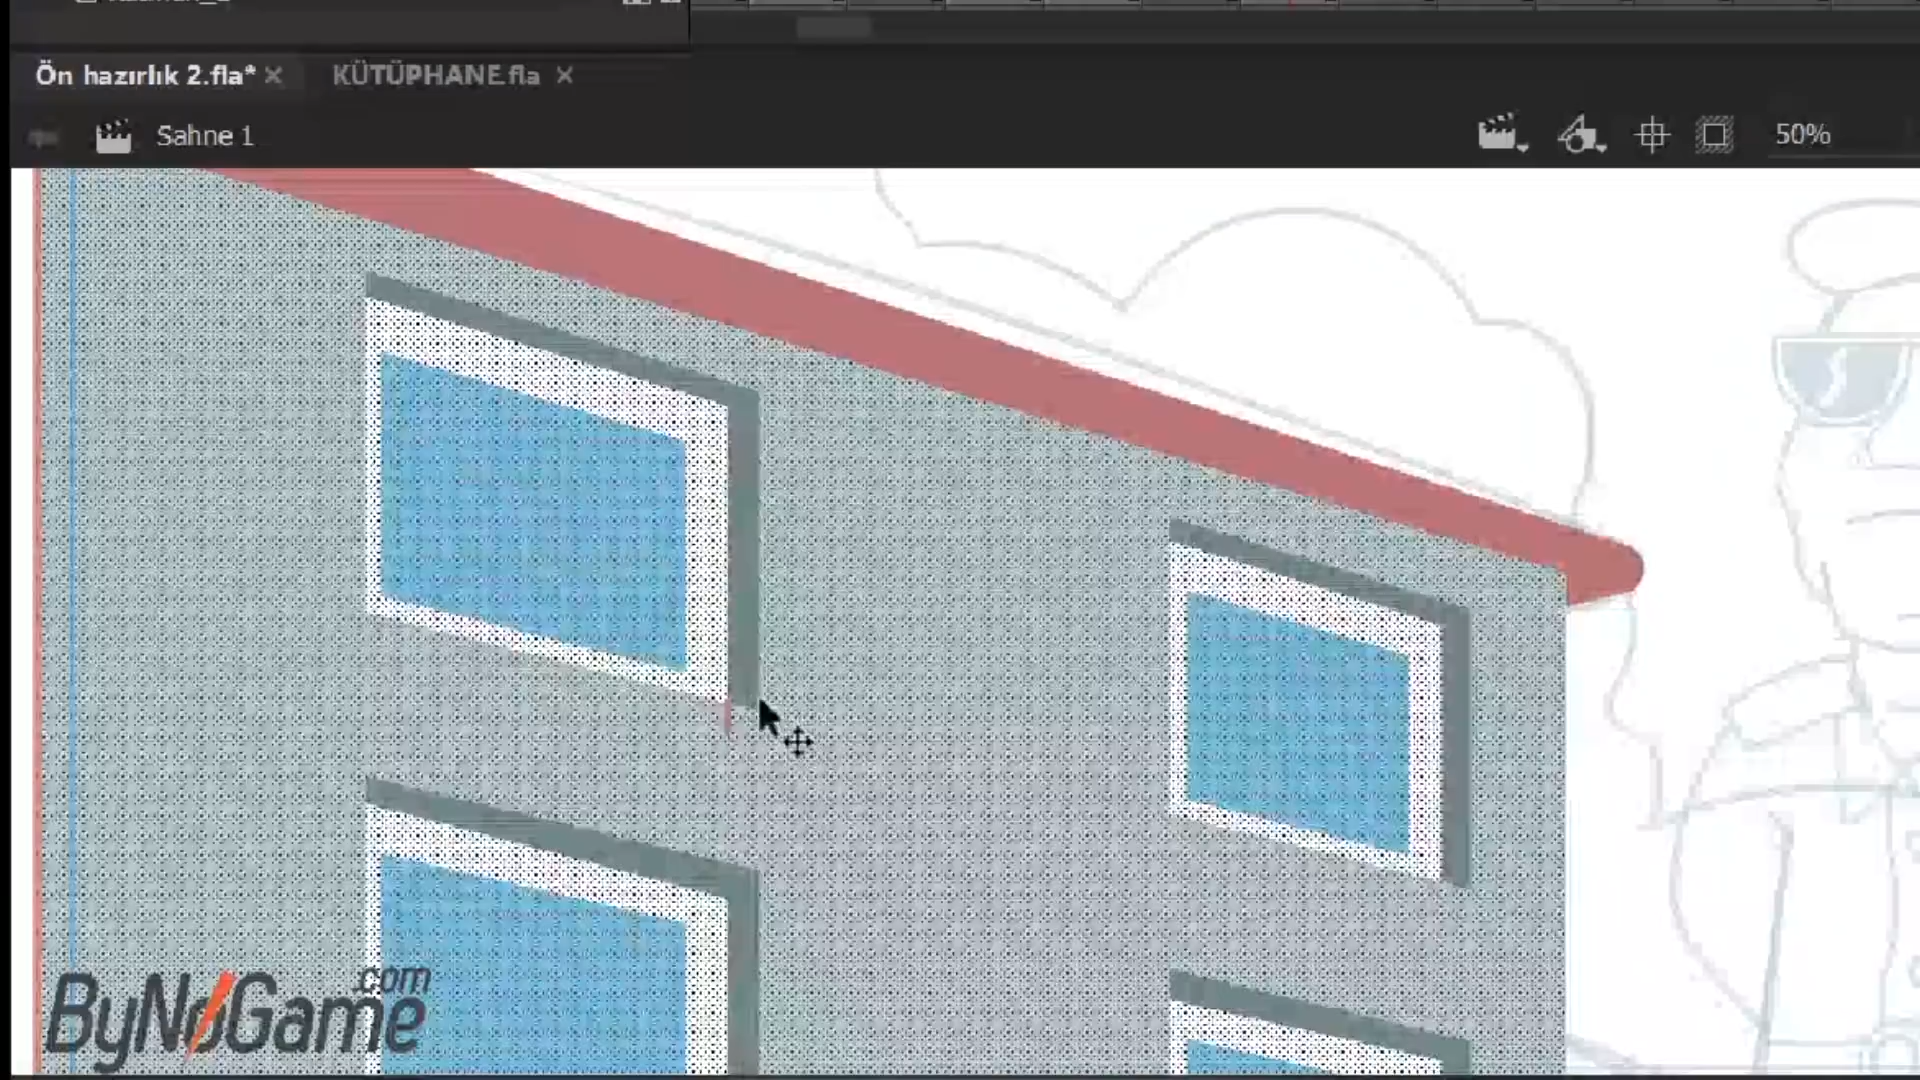 Ön hazırlık 2.fla*
KÜTÜPHANE.fla
Sahne 1
50%
ByNoGame.com